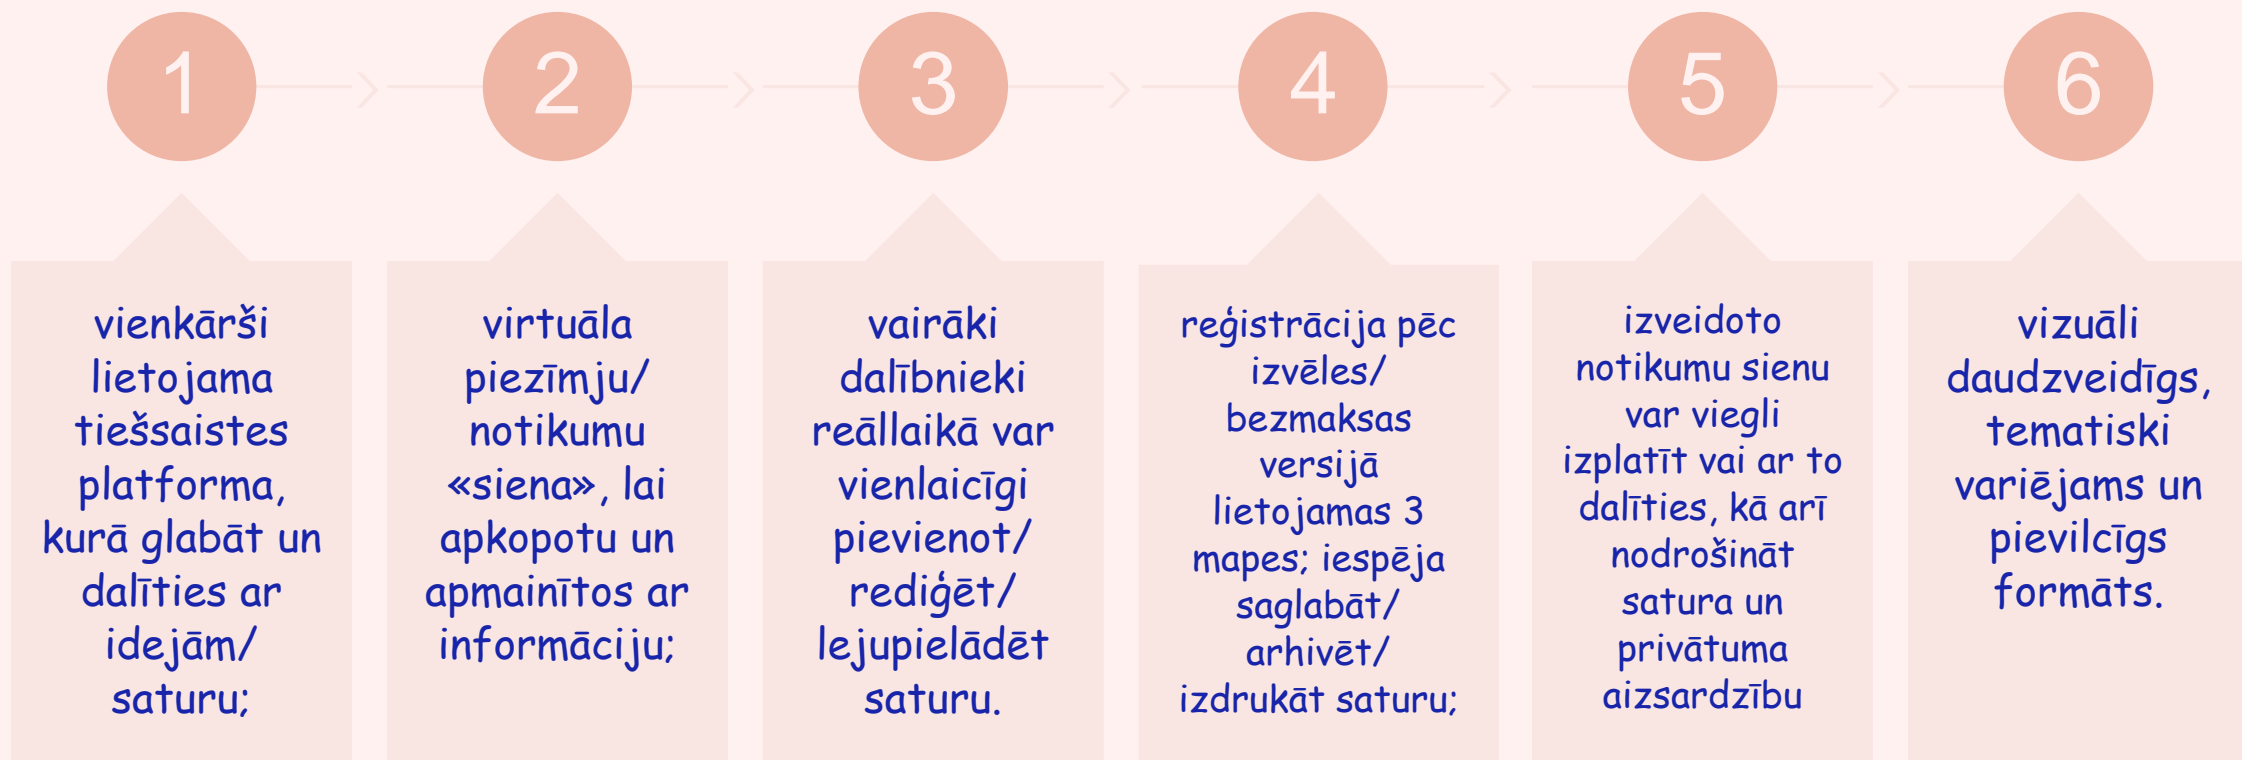 1
2
3
4
5
6
vienkārši
lietojama
tiešsaistes
platforma,
kurā glabāt un
dalīties ar
idejām/
saturu;
virtuāla
piezīmju/
notikumu
«siena», lai
apkopotu un
apmainītos ar
informāciju;
vairāki
dalībnieki
reāllaikā var
vienlaicīgi
pievienot/
rediģēt/
lejupielādēt
saturu.
reģistrācija pēc
izvēles/
bezmaksas
versijā
lietojamas 3
mapes; iespēja
saglabāt/
arhivēt/
izdrukāt saturu;
izveidoto
notikumu sienu
var viegli
izplatīt vai ar to
dalīties, kā arī
nodrošināt
satura un
privātuma
aizsardzību
vizuāli
daudzveidīgs,
tematiski
variējams un
pievilcīgs
formāts.